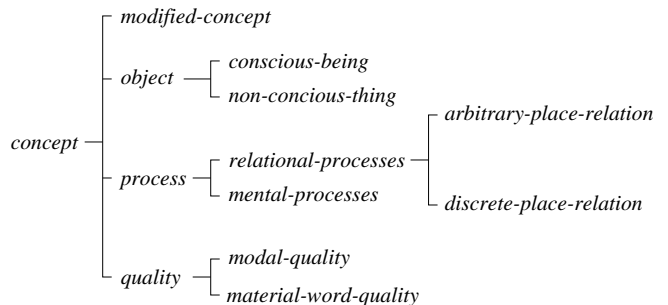 modified-concept
conscious-being
object
non-concious-thing
arbitrary-place-relation
concept
relational-processes
process
mental-processes
discrete-place-relation
modal-quality
quality
material-word-quality